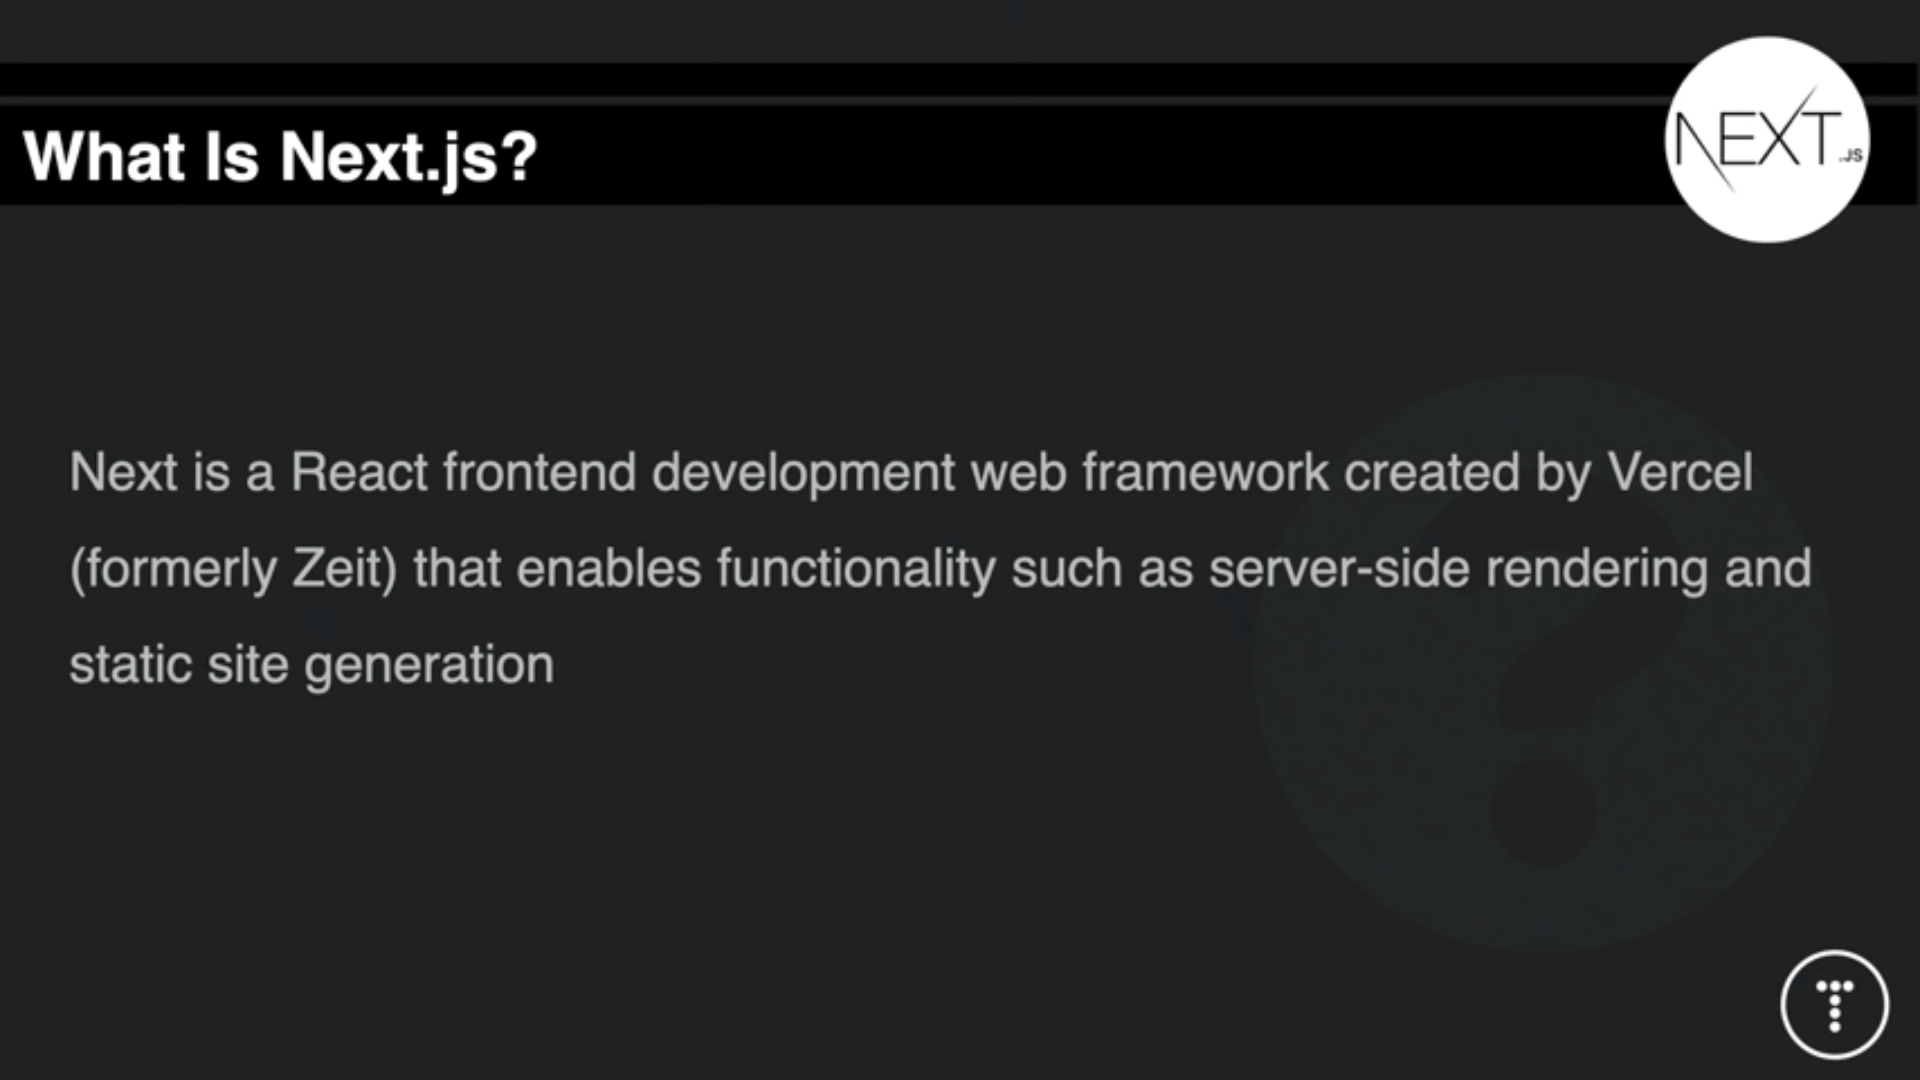 NEXT.JS
What Is Next.js?
Next is a React frontend development web framework created by Vercel
(formerly Zeit) that enables functionality such as server-side rendering and
static site generation
?
T